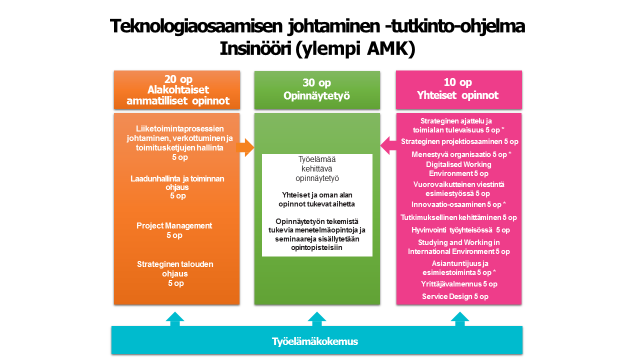 Teknologiaosaamisen johtaminen -tutkinto-ohjelma
Insinööri (ylempi AMK)
20 op
Alakohtaiset
ammatilliset opinnot
Liiketoimintaprosessien
johtaminen, verkottuminen ja
toimitusketjujen hallinta
5 op
Laadunhallinta ja toiminnan
ohjaus
5 op
Project Management
5 op
Strateginen talouden
ohjaus
5 op
30 op
Opinnäytetyö
Työelämää
kehittävä
opinnäytetyö
Yhteiset ja oman alan
opinnot tukevat aihetta
Opinnäytetyön tekemistä
tukevia menetelmäopintoja ja
seminaareja sisällytetään
opintopisteisiin
10 op
Yhteiset opinnot
Strateginen ajattelu ja
toimialan tulevaisuus 5 op *
Strateginen projektiosaaminen 5 op
Menestyvä organisaatio 5 op *
Digitalised Working
Environment 5 op
Vuorovaikutteinen viestintä
esimiestyössä 5 op
Innovaatio-osaaminen 5 op *
Tutkimuksellinen kehittäminen 5 op
Hyvinvointi työyhteisössä 5 op
Studying and Working in
International Environment 5 op
Asiantuntijuus ja
esimiestoiminta 5 op *
Yrittäjävalmennus 5 op
Service Design 5 op
Työelämäkokemus